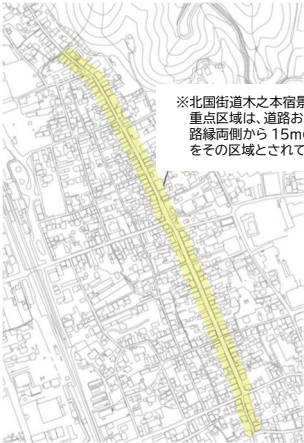 ※北国街道木之本宿景
重点区域は、道路お
路縁両側から15m
をその区域とされて